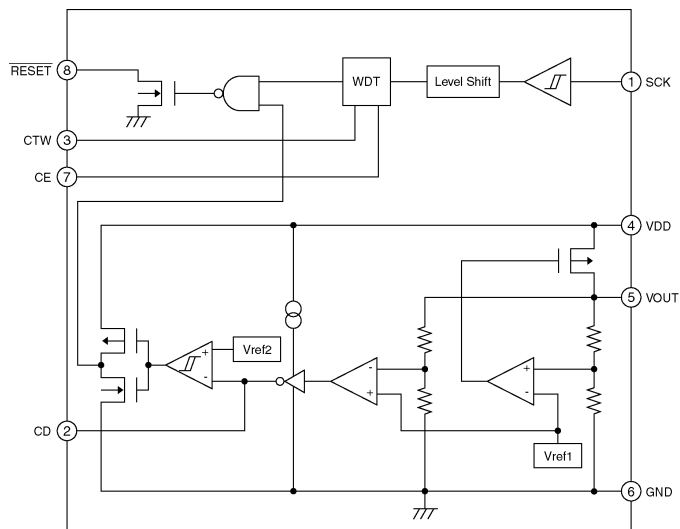 8 RESET
WDT
Level Shift
1 SCK
3 CTW
7 CE
4 VDD
5 VOUT
Vref2
+
-
-
+
+
-
2 CD
Vref1
6 GND